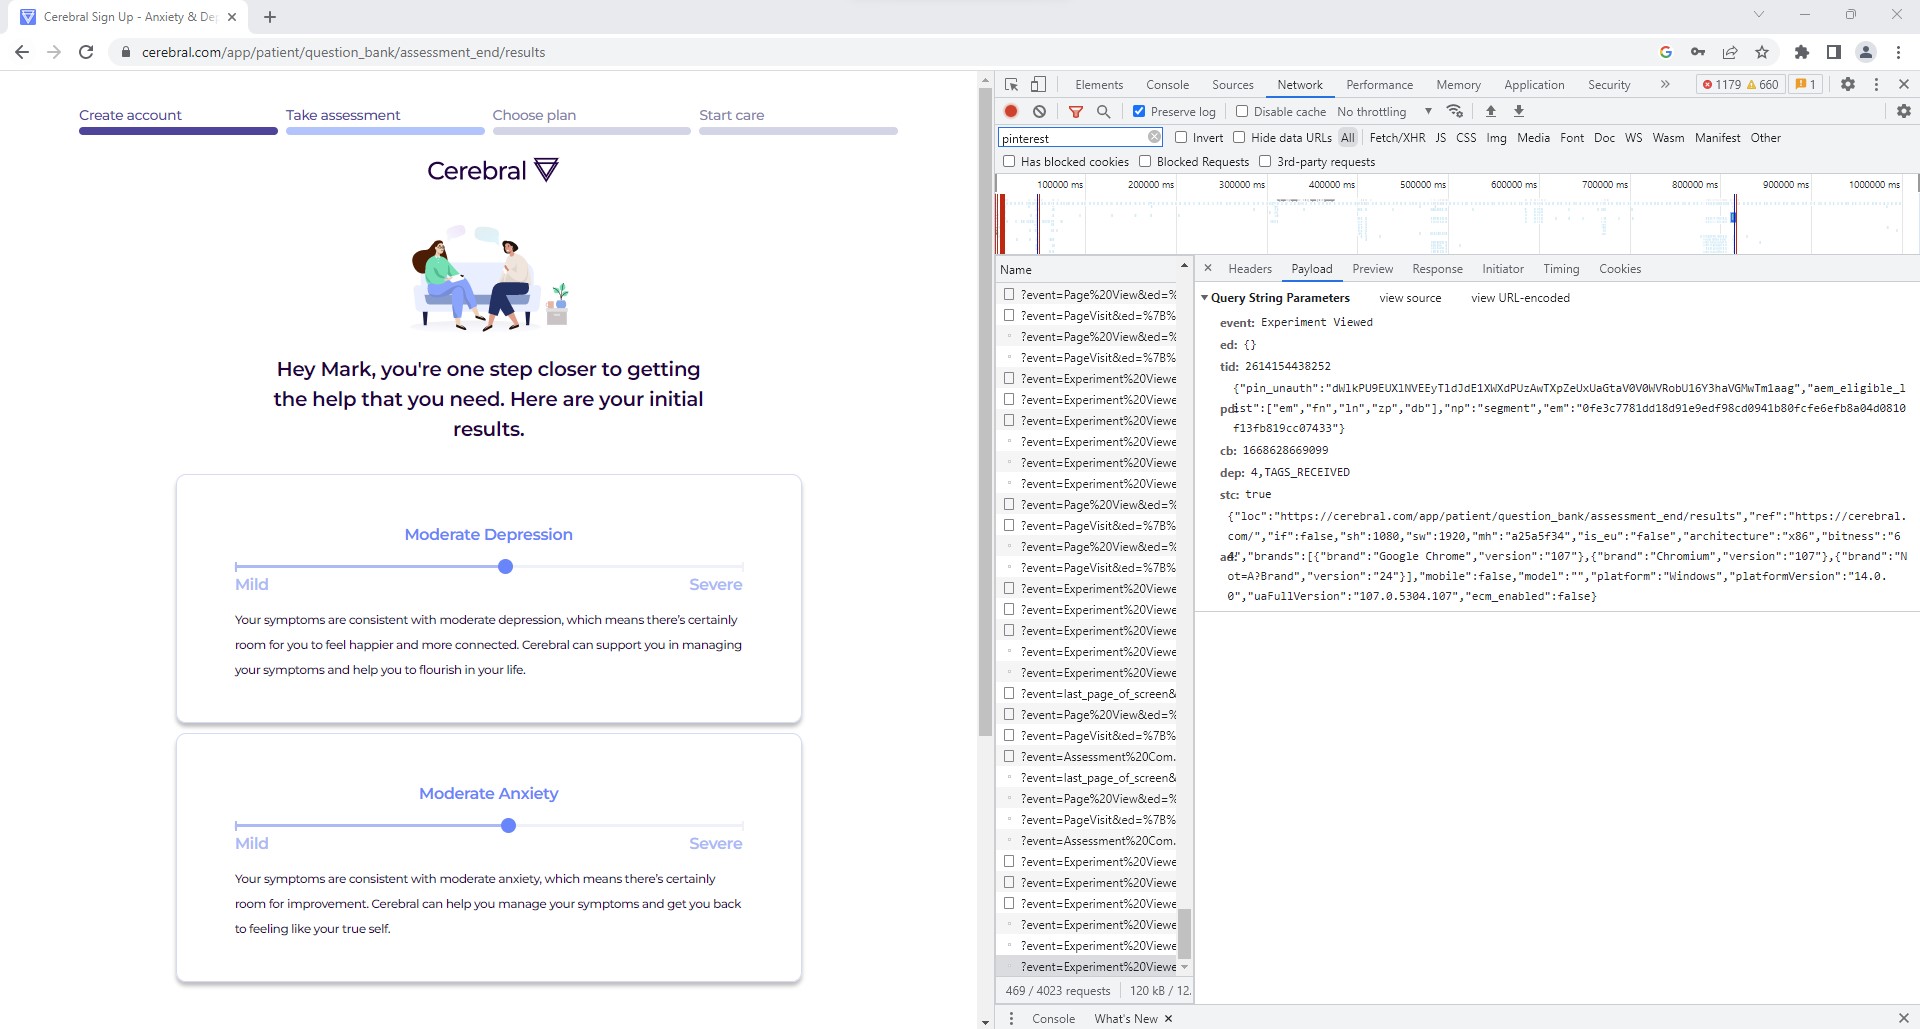 Cerebral Sign Up - Anxiety & De
cerebral.com/app/patient/question_bank/assessment_end/results
Create account
Take assessment
Choose plan
Start care
Cerebral
Hey Mark, you're one step closer to getting
the help that you need. Here are your initial
results.
Moderate Depression
Mild
Severe
Your symptoms are consistent with moderate depression, which means there's certainly
room for you to feel happier and more connected. Cerebral can support you in managing
your symptoms and help you to flourish in your life.
Moderate Anxiety
Mild
Severe
Your symptoms are consistent with moderate anxiety, which means there's certainly
room for improvement. Cerebral can help you manage your symptoms and get you back
to feeling like your true self.
Elements Console Sources Network Performance Memory Application Security 1179 660 1
Preserve log Disable cache No throttling
pinterest Invert Hide data URLs All Fetch/XHR JS CSS Img Media Font Doc WS Wasm Manifest Other
Has blocked cookies Blocked Requests 3rd-party requests
100000 ms 200000 ms 300000 ms 400000 ms 500000 ms 600000 ms 700000 ms 800000 ms 900000 ms 1000000 ms
Name
?event=Page%20View&ed=%
?event=PageVisit&ed=%7B%
?event=Page%20View&ed=%
?event=PageVisit&ed=%7B%
?event=Experiment%20Viewe
?event=Experiment%20Viewe
?event=Experiment%20Viewe
?event=Experiment%20Viewe
?event=Experiment%20Viewe
?event=Experiment%20Viewe
?event=Page%20View&ed=%
?event=PageVisit&ed=%7B%
?event=Page%20View&ed=%
?event=PageVisit&ed=%7B%
?event=Experiment%20Viewe
?event=Experiment%20Viewe
?event=Experiment%20Viewe
?event=Experiment%20Viewe
?event=Experiment%20Viewe
?event=last_page_of_screen&
?event=Page%20View&ed=%
?event=PageVisit&ed=%7B%
?event=Assessment%20Com.
?event=last_page_of_screen&
?event=Page%20View&ed=%
?event=PageVisit&ed=%7B%
?event=Assessment%20Com.
?event=Experiment%20Viewe
?event=Experiment%20Viewe
?event=Experiment%20Viewe
?event=Experiment%20Viewe
?event=Experiment%20Viewe
?event=Experiment%20Viewe
469 / 4023 requests 120 kB / 12.
Headers Payload Preview Response Initiator Timing Cookies
Query String Parameters view source view URL-encoded
event: Experiment Viewed
ed: {}
tid: 2614154438252
{"pin_unauth":"dWlkPU9EUXlNVEEyTldJdE1XWXdPUzAwTXpZeUxUaGtaV0V0WVRobU16Y3haVGMwTm1aag","aem_eligible_l
pd: ist":["em","fn","ln","zp","db"],"np":"segment","em":"0fe3c7781dd18d91e9edf98cd0941b80fcfe6efb8a04d0810
f13fb819cc07433"}
cb: 1668628669099
dep: 4,TAGS_RECEIVED
stc: true
{"loc":"https://cerebral.com/app/patient/question_bank/assessment_end/results","ref":"https://cerebral.
com/","if":false,"sh":1080,"sw":1920,"mh":"a25a5f34","is_eu":"false","architecture":"x86","bitness":"6
ad: 4","brands":[{"brand":"Google Chrome","version":"107"},{"brand":"Chromium","version":"107"},{"brand":"N
ot=A?Brand","version":"24"}],"mobile":false,"model":"","platform":"Windows","platformVersion":"14.0.
0","uaFullVersion":"107.0.5304.107","ecm_enabled":false}
Console What's New